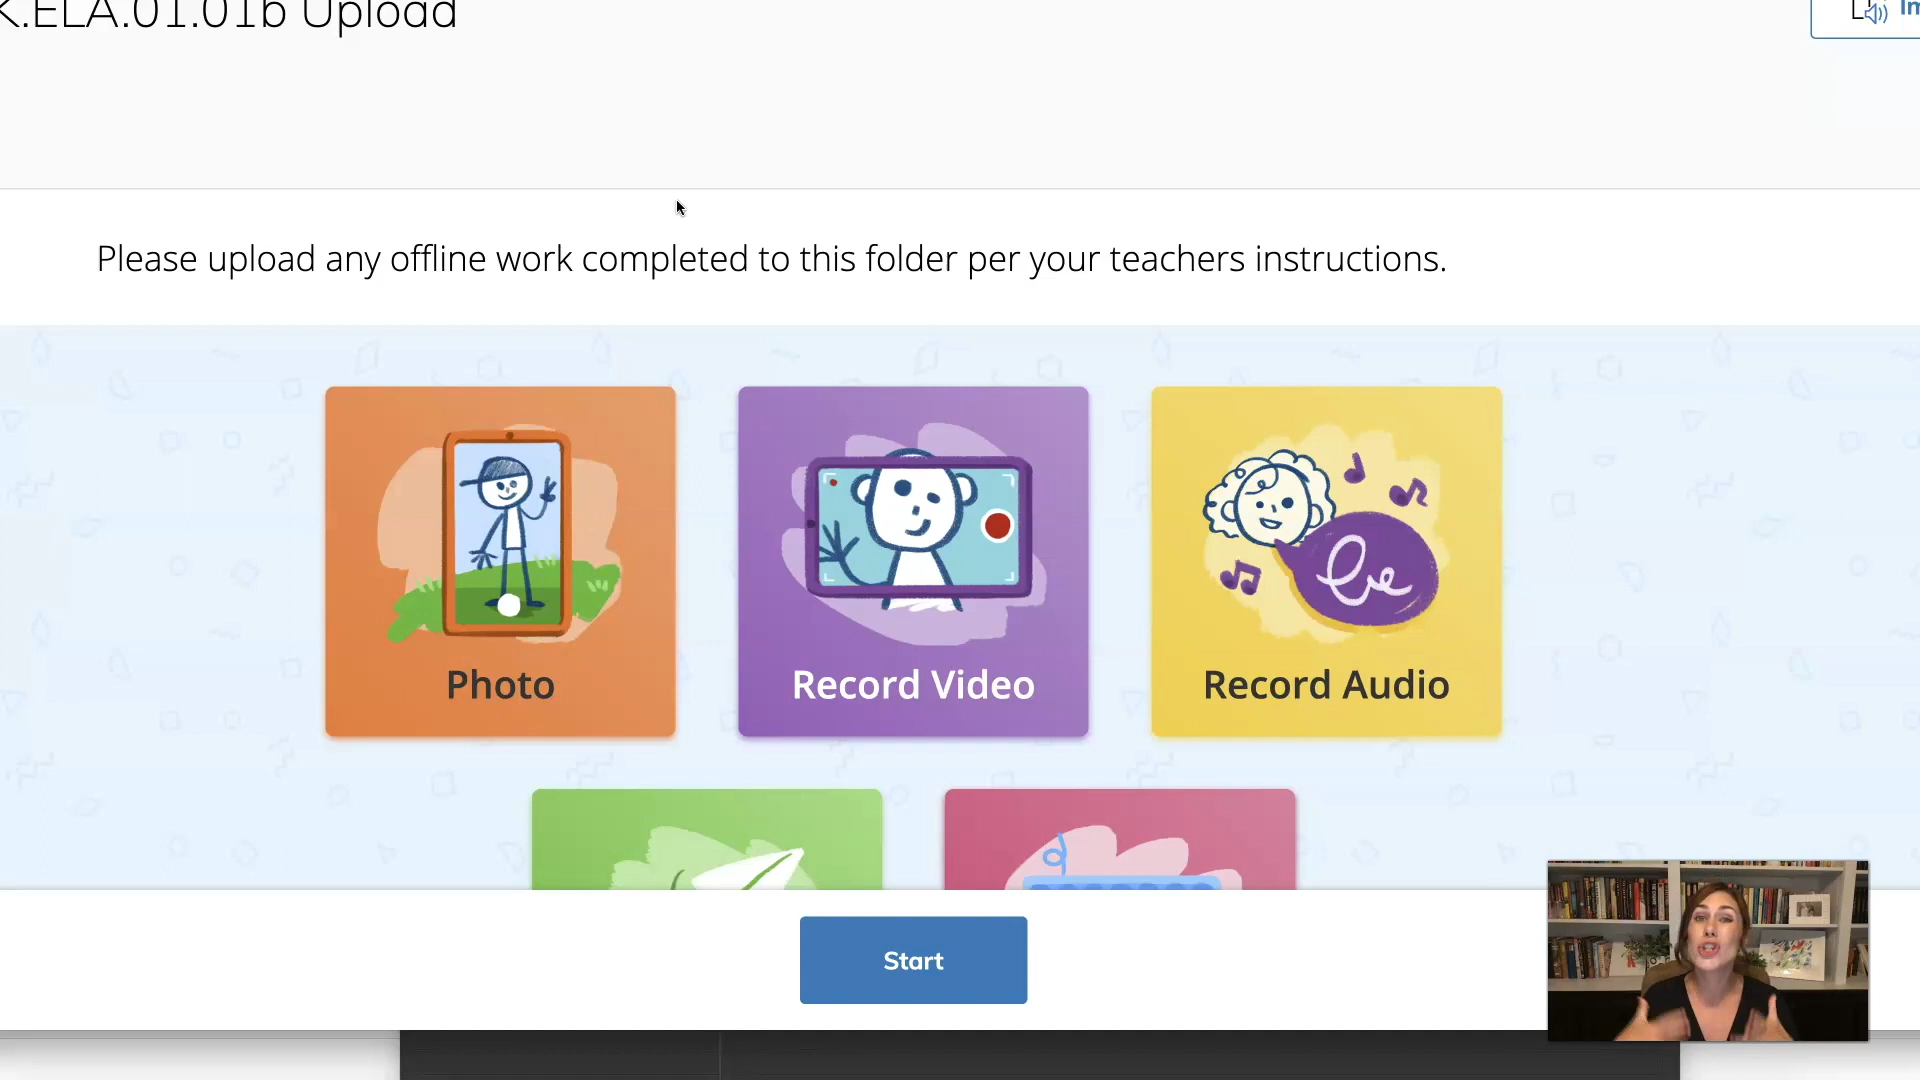 K.ELA.01.01b Upload
Please upload any offline work completed to this folder per your teachers instructions.
Photo
Record Video
Record Audio
be
Start